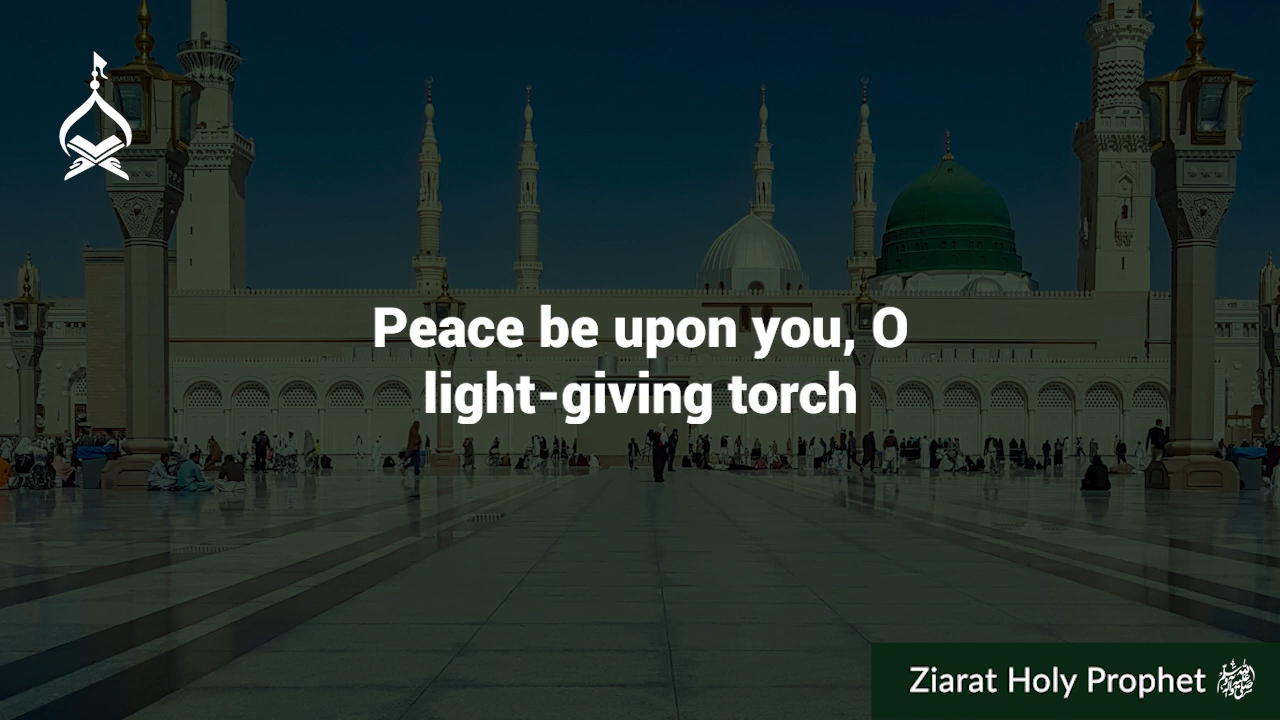 Peace be upon you, O
light-giving torch
Ziarat Holy Prophet